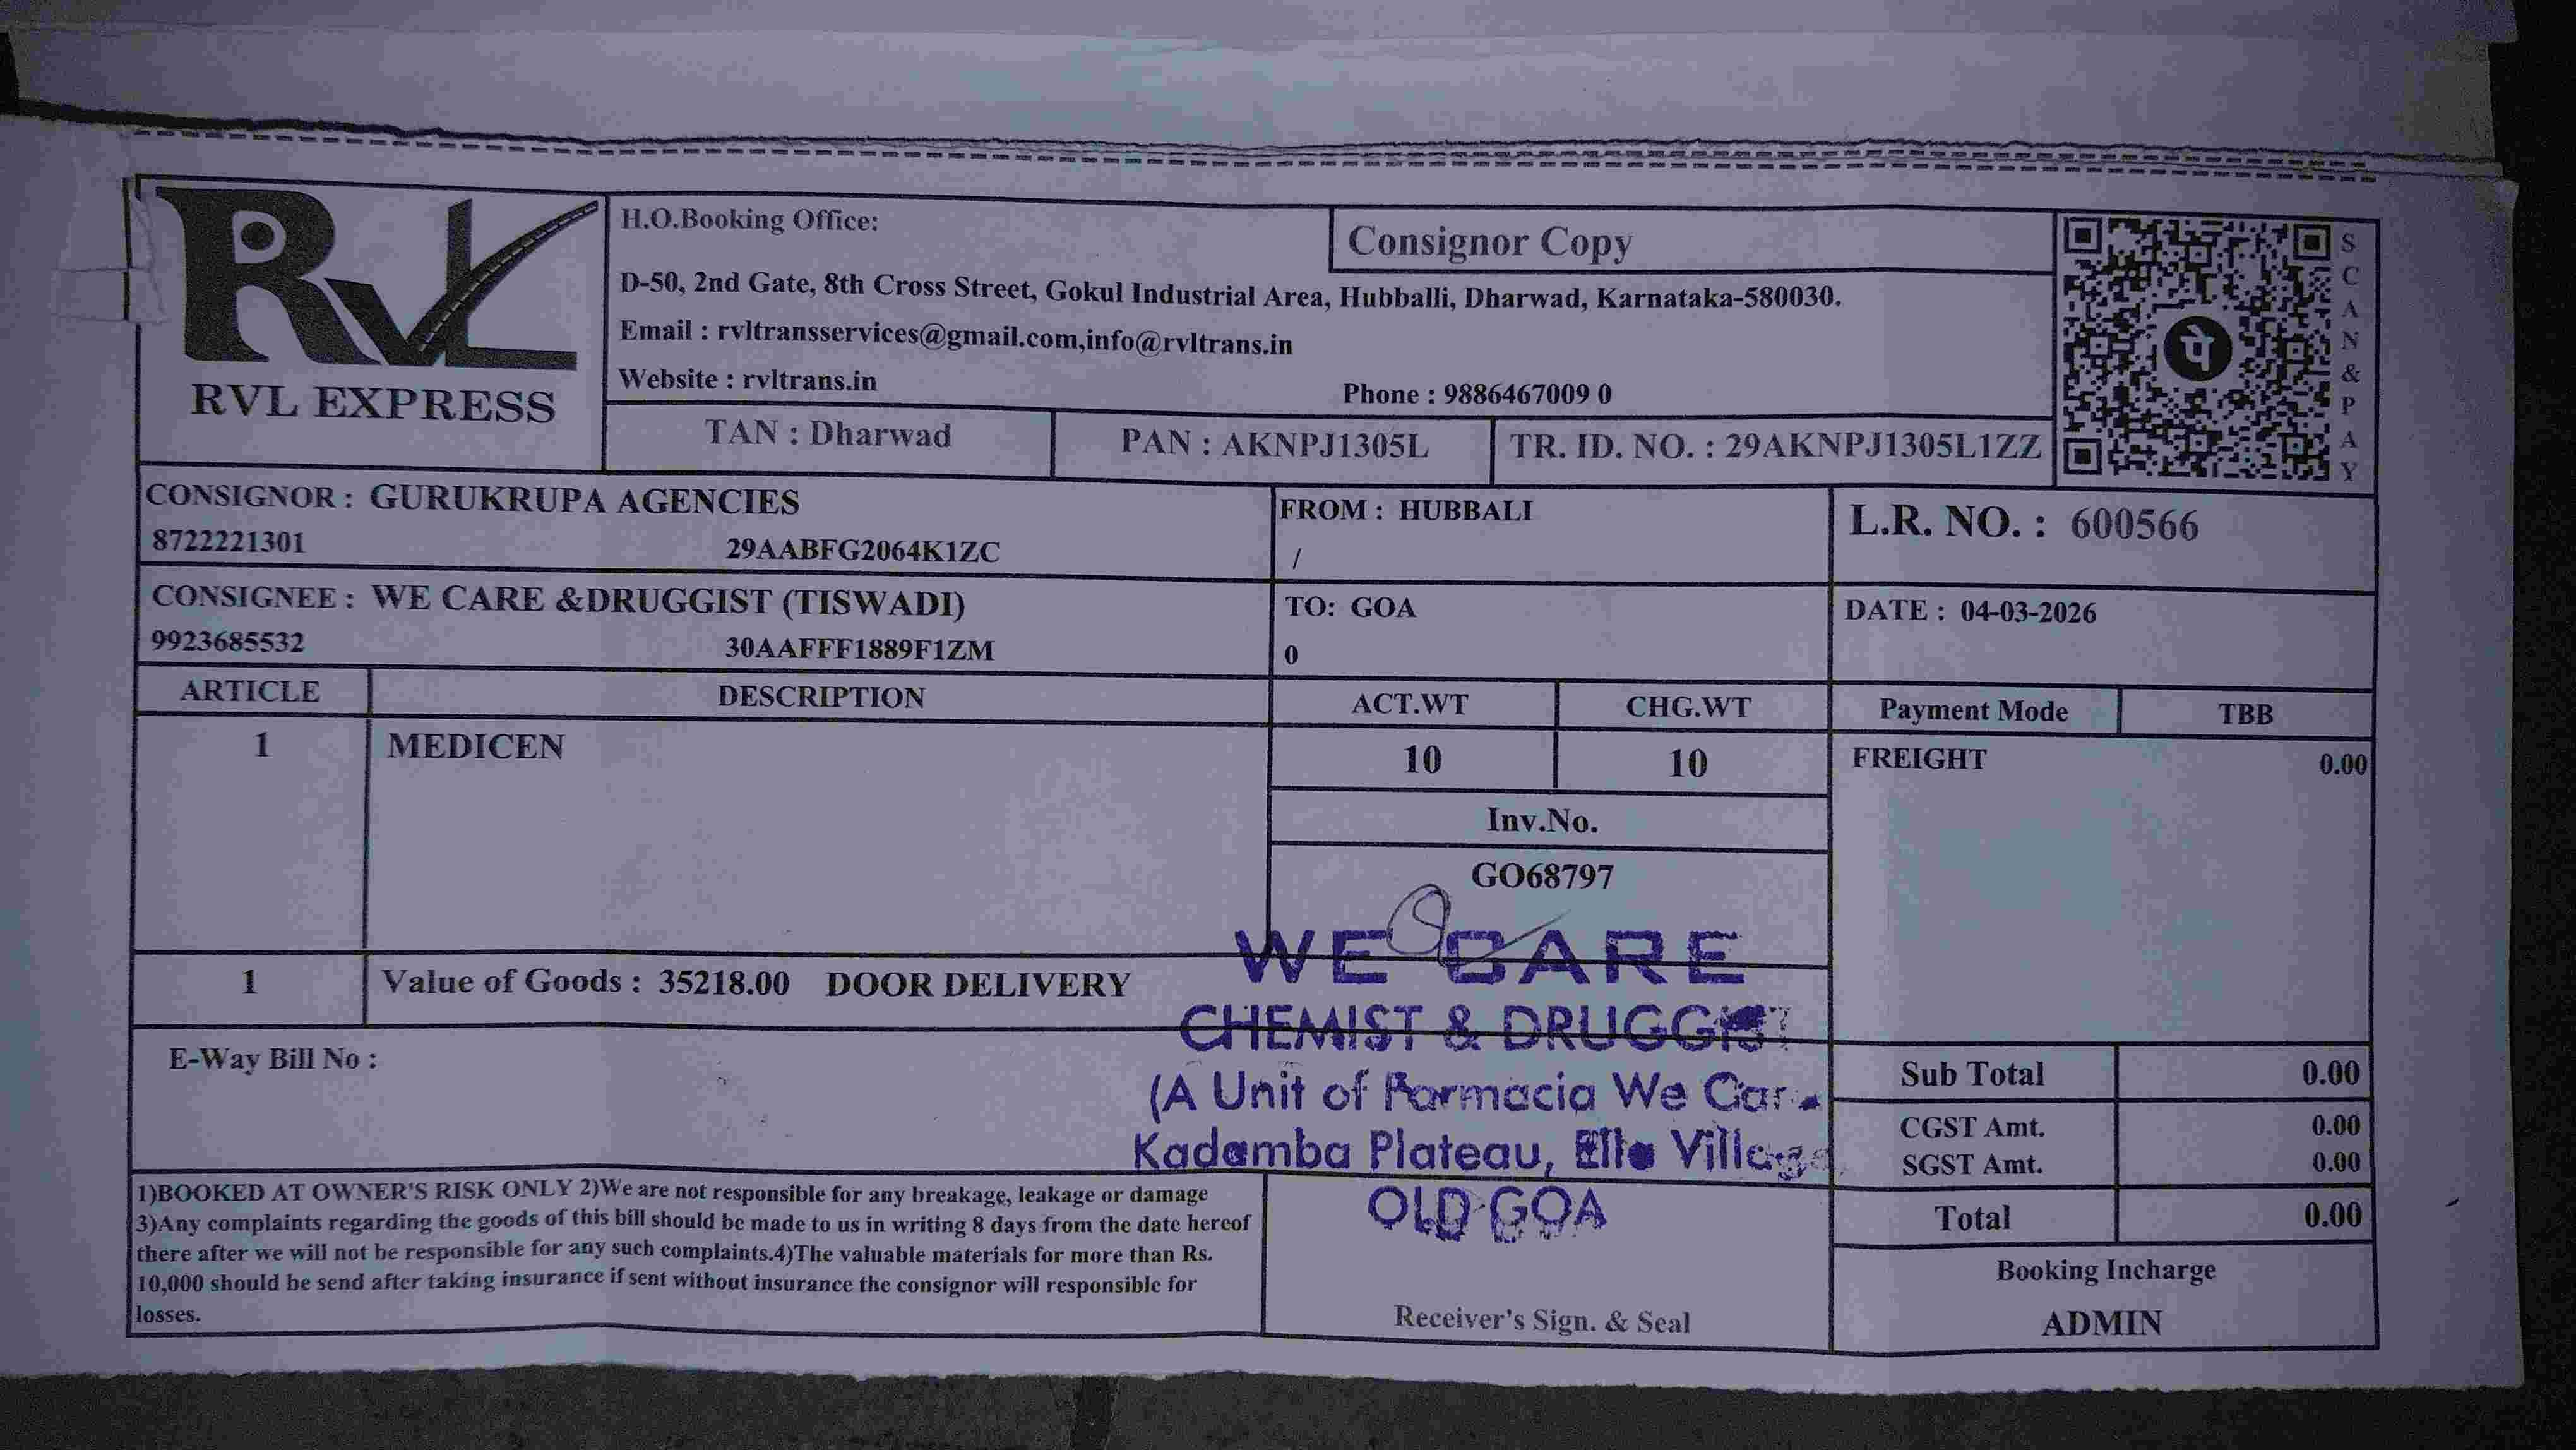 RVL
RVL EXPRESS
H.O.Booking Office:
Consignor Copy
D-50, 2nd Gate, 8th Cross Street, Gokul Industrial Area, Hubballi, Dharwad, Karnataka-580030.
Email : rvltransservices@gmail.com,info@rvltrans.in
Website : rvltrans.in
Phone : 9886467009 0
TAN : Dharwad
PAN : AKNPJ1305L
TR. ID. NO. : 29AKNPJ1305L1ZZ
पे
SCAN&PAY
CONSIGNOR : GURUKRUPA AGENCIES
8722221301 29AABFG2064K1ZC
FROM : HUBBALI
/
L.R. NO. : 600566
CONSIGNEE : WE CARE &DRUGGIST (TISWADI)
9923685532 30AAFFF1889F1ZM
TO: GOA
0
DATE : 04-03-2026
ARTICLE DESCRIPTION ACT.WT CHG.WT Payment Mode TBB
1 MEDICEN 10 10 FREIGHT 0.00
Inv.No.
GO68797
1 Value of Goods : 35218.00 DOOR DELIVERY
E-Way Bill No :
WE CARE
CHEMIST & DRUGGIST
(A Unit of Farmacia We Care
Kadamba Plateau, Ella Village
OLD GOA
Sub Total 0.00
CGST Amt. 0.00
SGST Amt. 0.00
Total 0.00
1)BOOKED AT OWNER'S RISK ONLY 2)We are not responsible for any breakage, leakage or damage
3)Any complaints regarding the goods of this bill should be made to us in writing 8 days from the date hereof
there after we will not be responsible for any such complaints.4)The valuable materials for more than Rs.
10,000 should be send after taking insurance if sent without insurance the consignor will responsible for
losses.
Receiver's Sign. & Seal
Booking Incharge
ADMIN